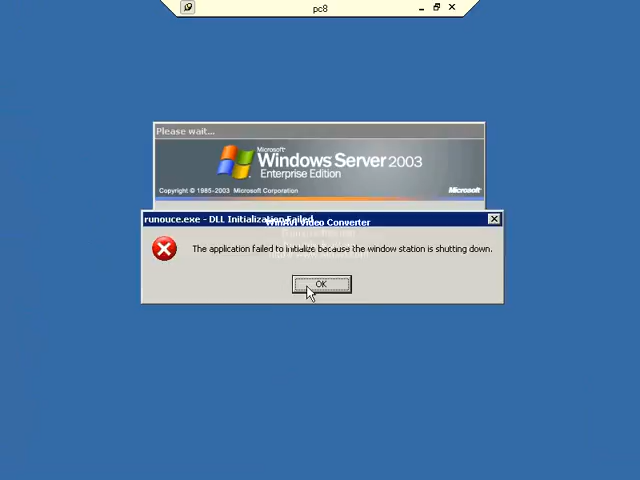 pc8
Please wait...
Microsoft
Windows Server 2003
Enterprise Edition
Copyright © 1985-2003 Microsoft Corporation
Microsoft
runouce.exe - DLL Initialization Failed
WinAVI Video Converter
The application failed to initialize because the window station is shutting down.
OK